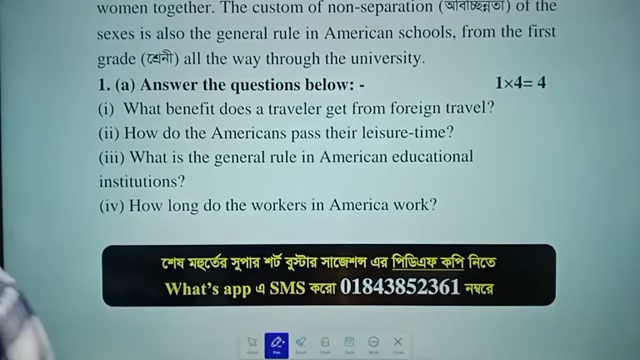 women together. The custom of non-separation (অবিচ্ছিন্নতা) of the
sexes is also the general rule in American schools, from the first
grade (শ্রেনী) all the way through the university.
1. (a) Answer the questions below: - 1×4= 4
(i) What benefit does a traveler get from foreign travel?
(ii) How do the Americans pass their leisure-time?
(iii) What is the general rule in American educational
institutions?
(iv) How long do the workers in America work?
শেষ মহুর্তের সুপার শর্ট বুস্টার সাজেশন্স এর পিডিএফ কপি নিতে
What's app এ SMS করো 01843852361 নম্বরে